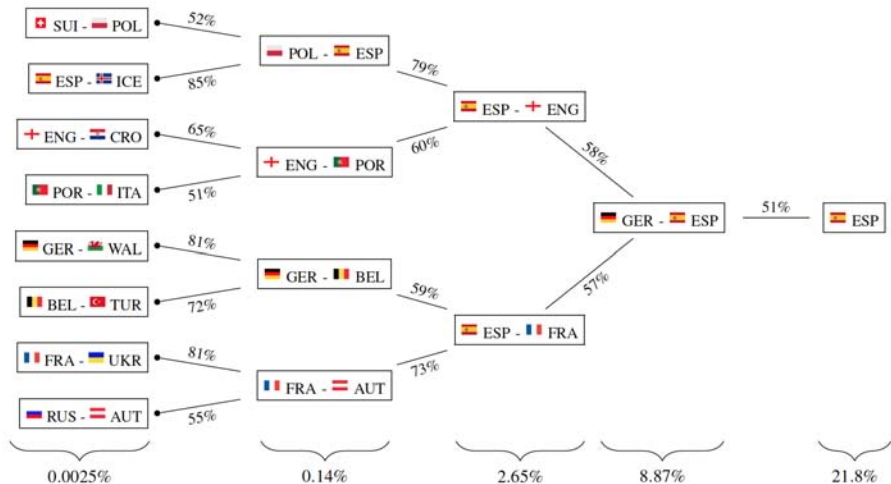 SUI - POL
52%
POL - ESP
ESP - ICE
85%
79%
ESP - ENG
ENG - CRO
65%
60%
ENG - POR
58%
POR - ITA
51%
GER - ESP
51%
ESP
GER - WAL
81%
GER - BEL
57%
BEL - TUR
72%
59%
ESP - FRA
FRA - UKR
81%
73%
FRA - AUT
RUS - AUT
55%
0.0025%
0.14%
2.65%
8.87%
21.8%